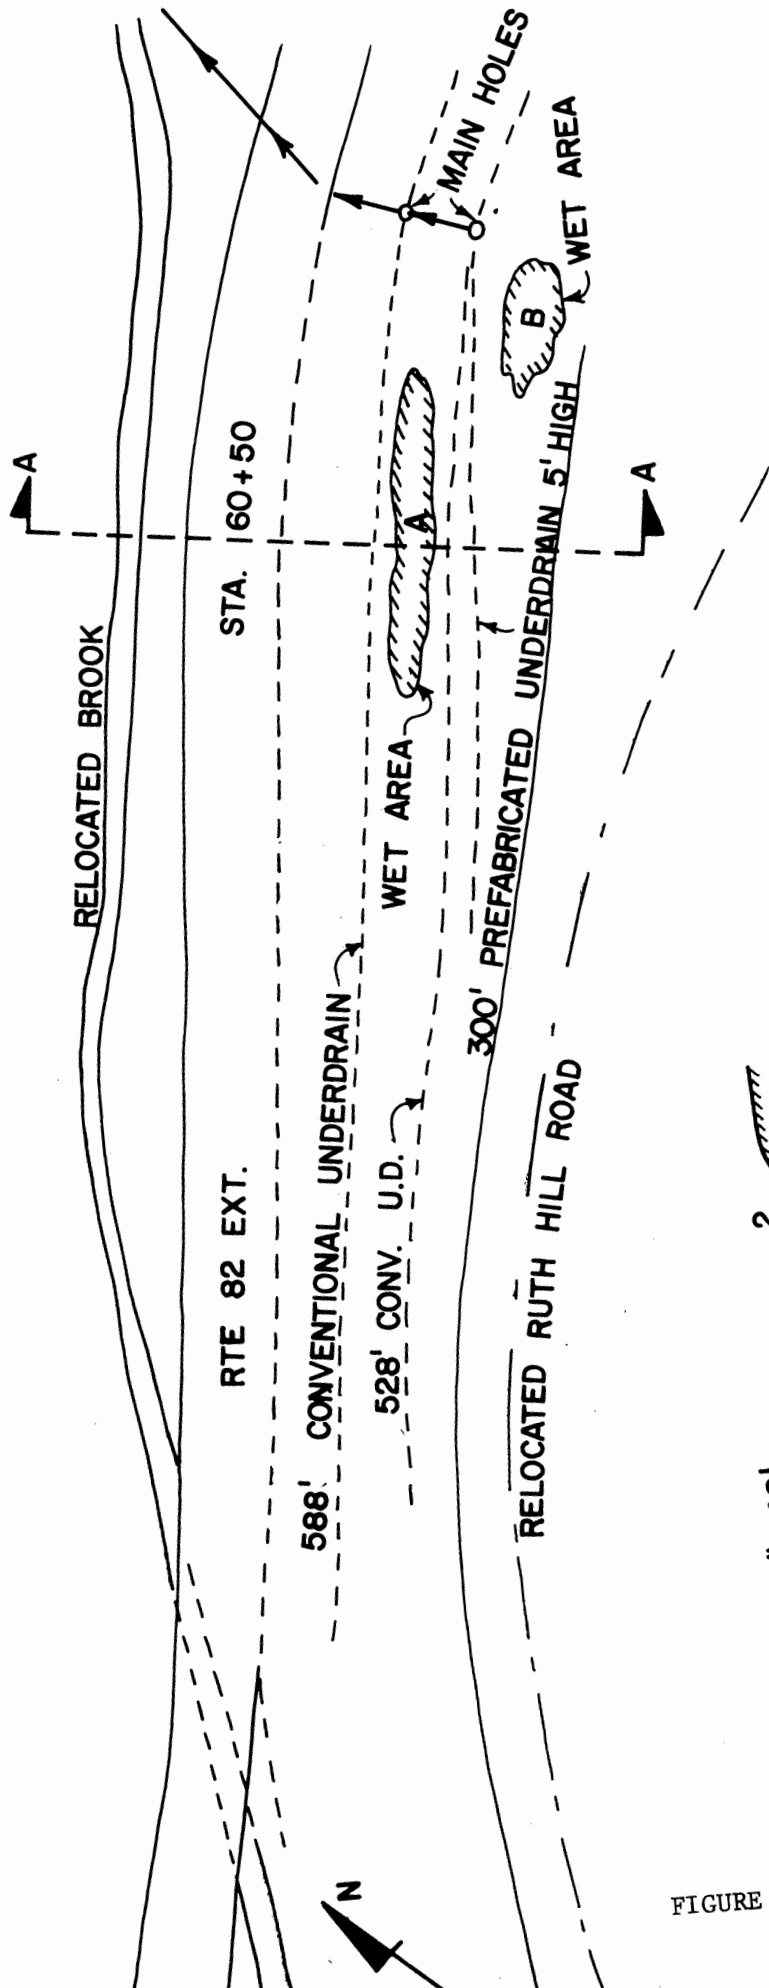 MAIN HOLES
WET AREA
B
A
A
STA. 160+50
A
RELOCATED BROOK
WET AREA
300' PREFABRICATED UNDERDRAIN 5' HIGH
588' CONVENTIONAL UNDERDRAIN
528' CONV. U.D.
RTE 82 EXT.
RELOCATED RUTH HILL ROAD
N
FIGURE